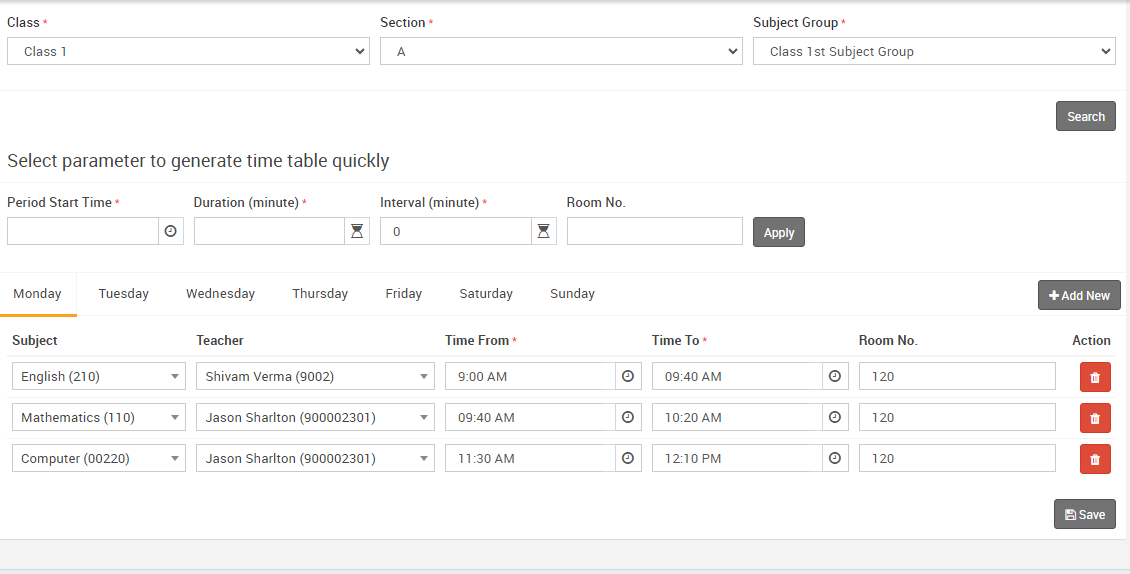 Class * Section * Subject Group *
Class 1 A Class 1st Subject Group
Search
Select parameter to generate time table quickly
Period Start Time * Duration (minute) * Interval (minute) * Room No.
0 Apply
Monday Tuesday Wednesday Thursday Friday Saturday Sunday + Add New
Subject Teacher Time From * Time To * Room No. Action
English (210) Shivam Verma (9002) 9:00 AM 09:40 AM 120
Mathematics (110) Jason Sharlton (900002301) 09:40 AM 10:20 AM 120
Computer (00220) Jason Sharlton (900002301) 11:30 AM 12:10 PM 120
Save